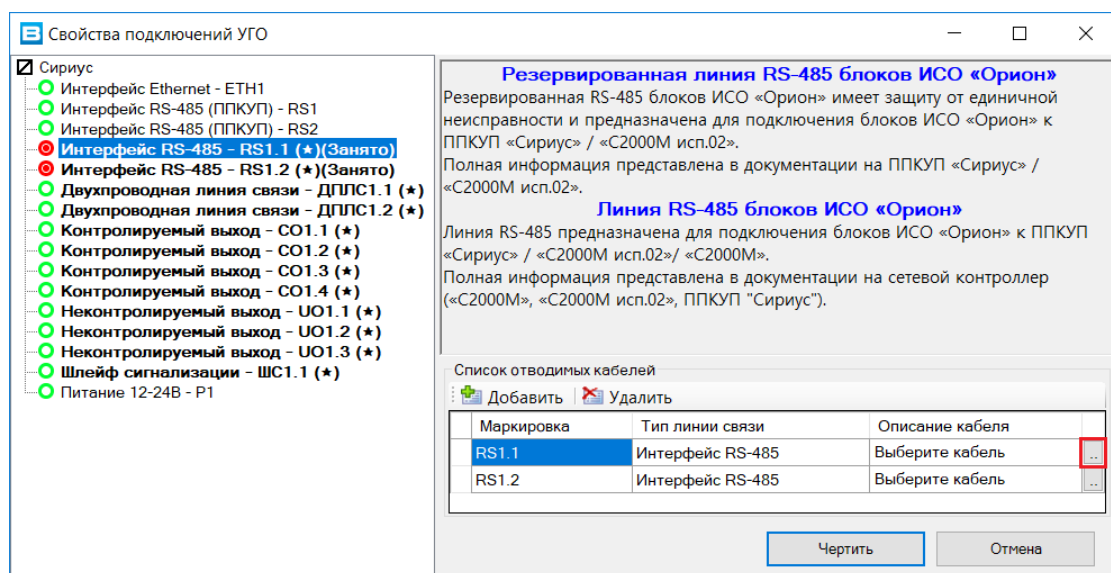 Свойства подключений УГО
Сириус
Интерфейс Ethernet - ETH1
Интерфейс RS-485 (ППКУП) - RS1
Интерфейс RS-485 (ППКУП) - RS2
Интерфейс RS-485 - RS1.1 (★)(Занято)
Интерфейс RS-485 - RS1.2 (★)(Занято)
Двухпроводная линия связи - ДПЛС1.1 (★)
Двухпроводная линия связи - ДПЛС1.2 (★)
Контролируемый выход - СО1.1 (★)
Контролируемый выход - СО1.2 (★)
Контролируемый выход - СО1.3 (★)
Контролируемый выход - СО1.4 (★)
Неконтролируемый выход - UO1.1 (★)
Неконтролируемый выход - UO1.2 (★)
Неконтролируемый выход - UO1.3 (★)
Шлейф сигнализации - ШС1.1 (★)
Питание 12-24В - P1
Резервированная линия RS-485 блоков ИСО «Орион»
Резервированная RS-485 блоков ИСО «Орион» имеет защиту от единичной
неисправности и предназначена для подключения блоков ИСО «Орион» к
ППКУП «Сириус» / «С2000М исп.02».
Полная информация представлена в документации на ППКУП «Сириус» /
«С2000М исп.02».
Линия RS-485 блоков ИСО «Орион»
Линия RS-485 предназначена для подключения блоков ИСО «Орион» к ППКУП
«Сириус» / «С2000М исп.02»/ «С2000М».
Полная информация представлена в документации на сетевой контроллер
(«С2000М», «С2000М исп.02», ППКУП "Сириус").
Список отводимых кабелей
Добавить Удалить
Маркировка Тип линии связи Описание кабеля
RS1.1 Интерфейс RS-485 Выберите кабель ..
RS1.2 Интерфейс RS-485 Выберите кабель ..
Чертить Отмена